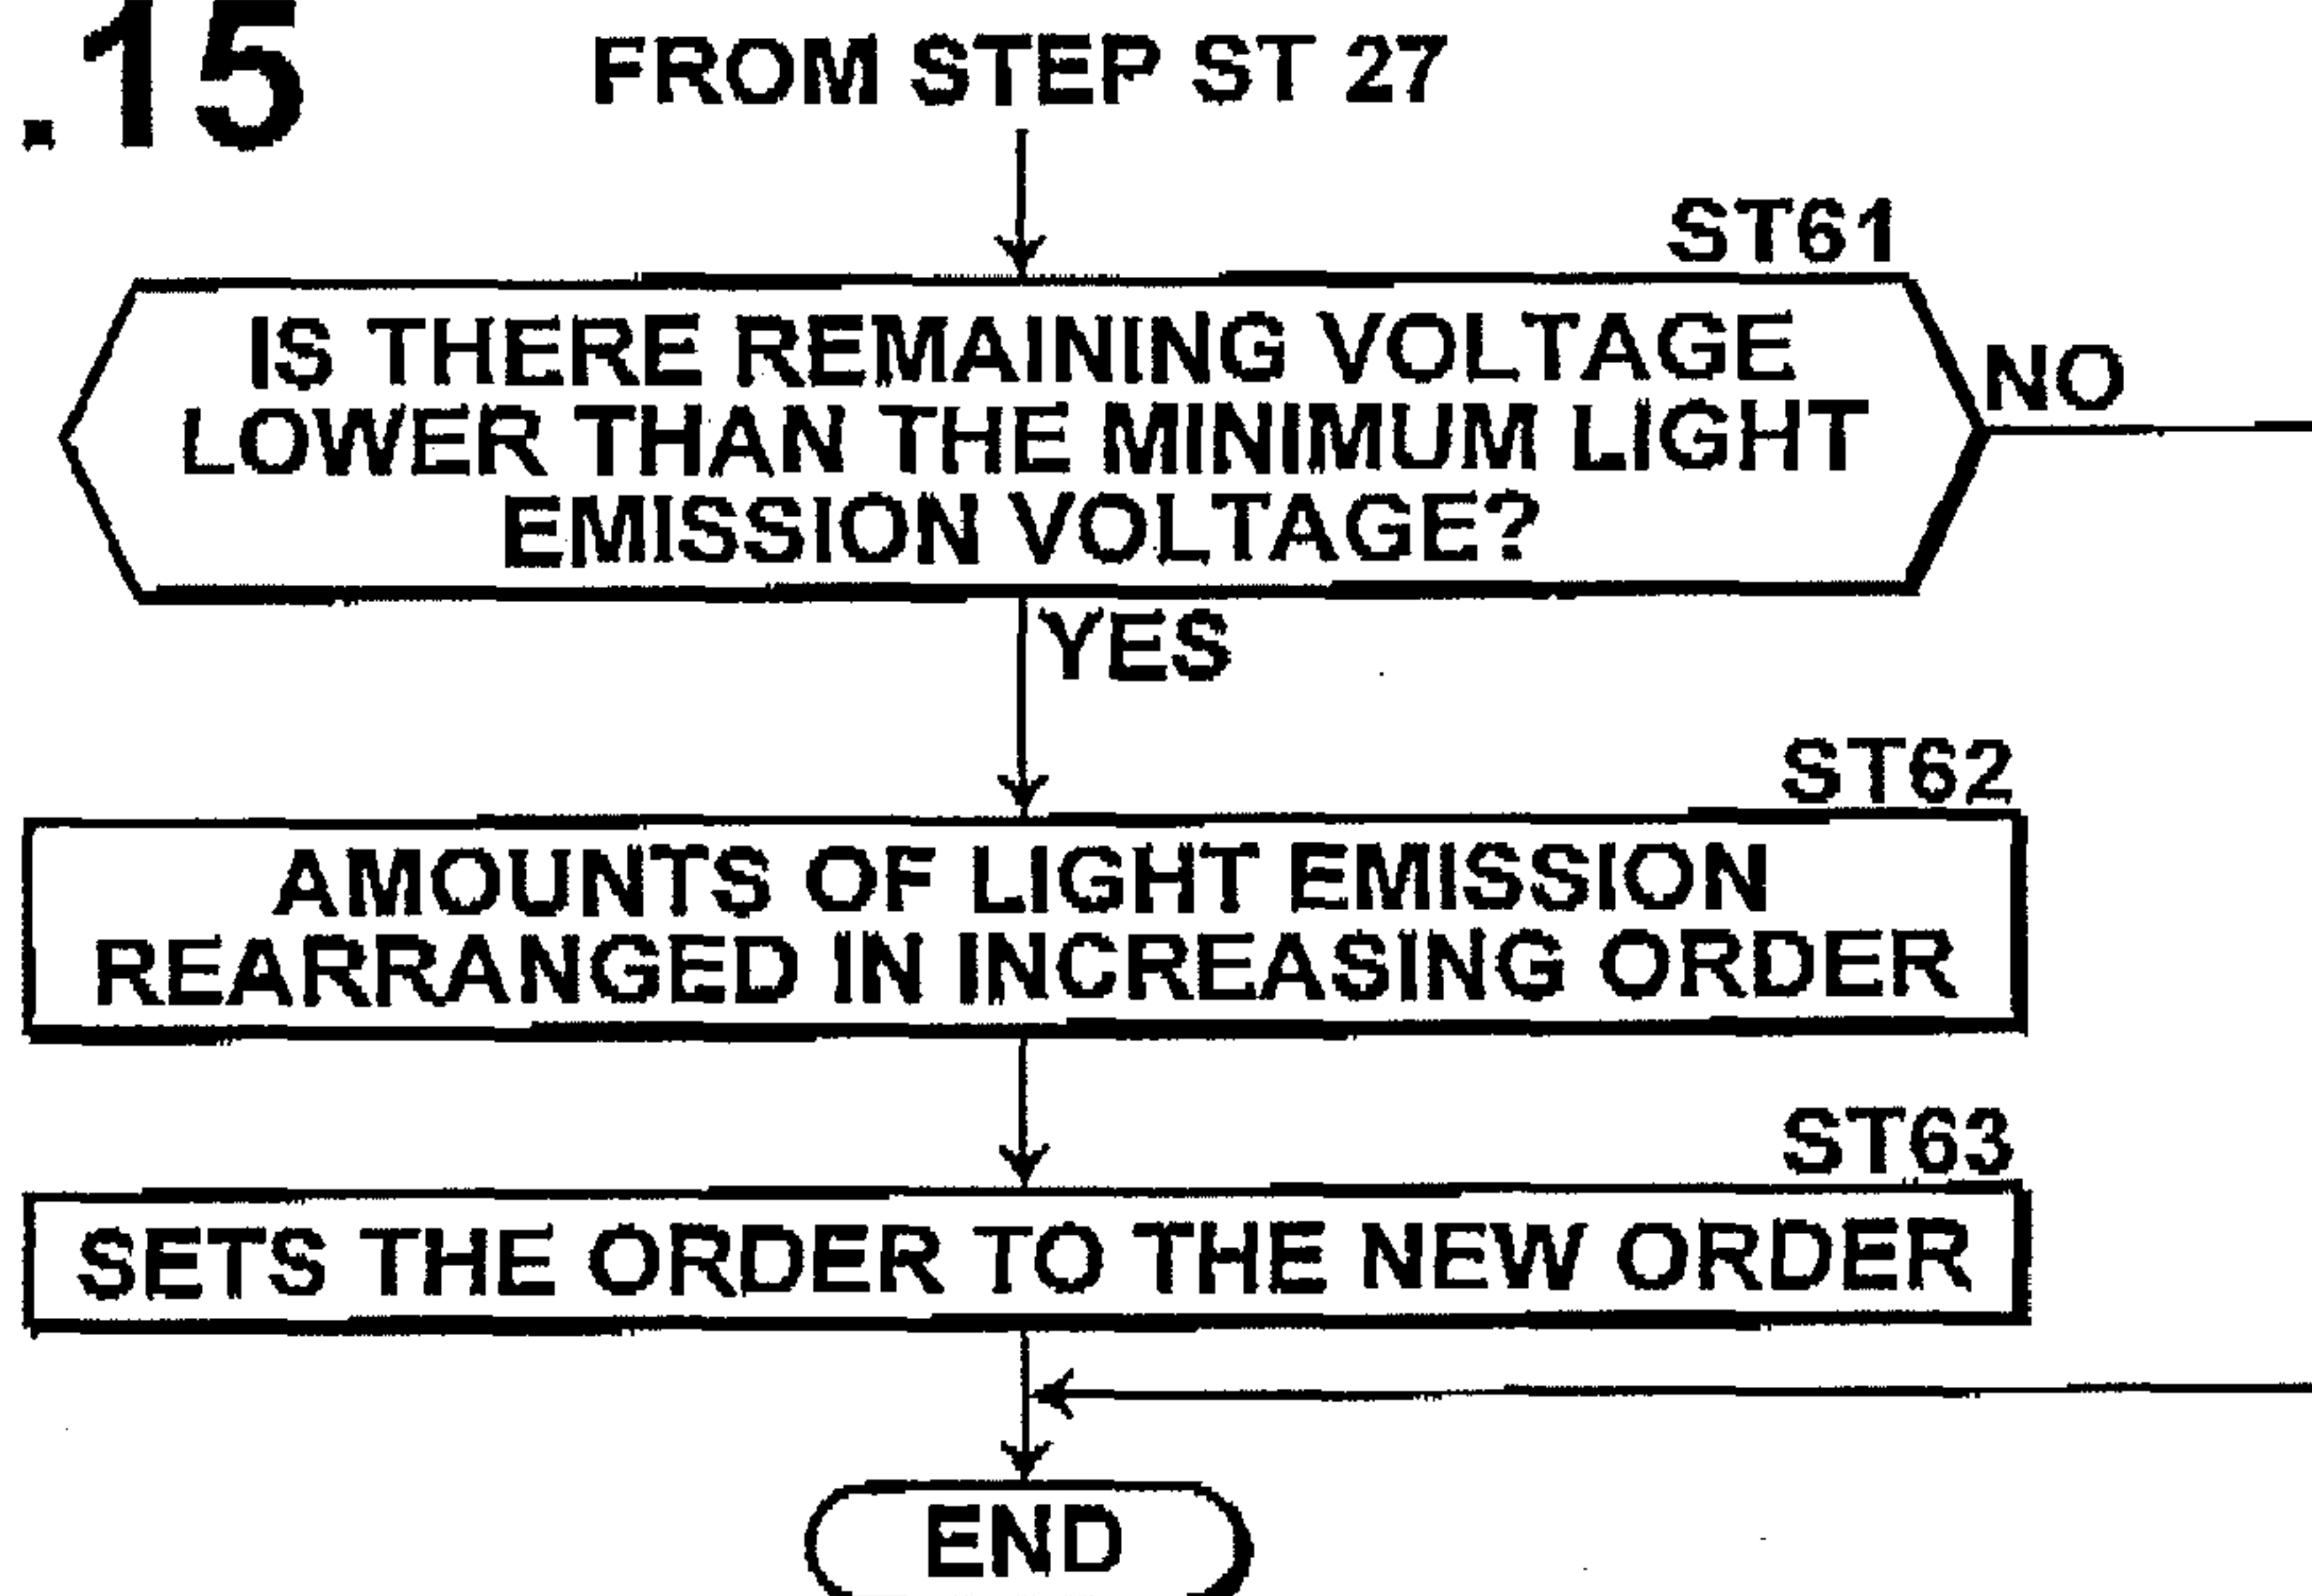 .15
FROM STEP ST 27
ST61
IS THERE REMAINING VOLTAGE
LOWER THAN THE MINIMUM LIGHT
EMISSION VOLTAGE?
NO
YES
ST62
AMOUNTS OF LIGHT EMISSION
REARRANGED IN INCREASING ORDER
ST63
SETS THE ORDER TO THE NEW ORDER
END